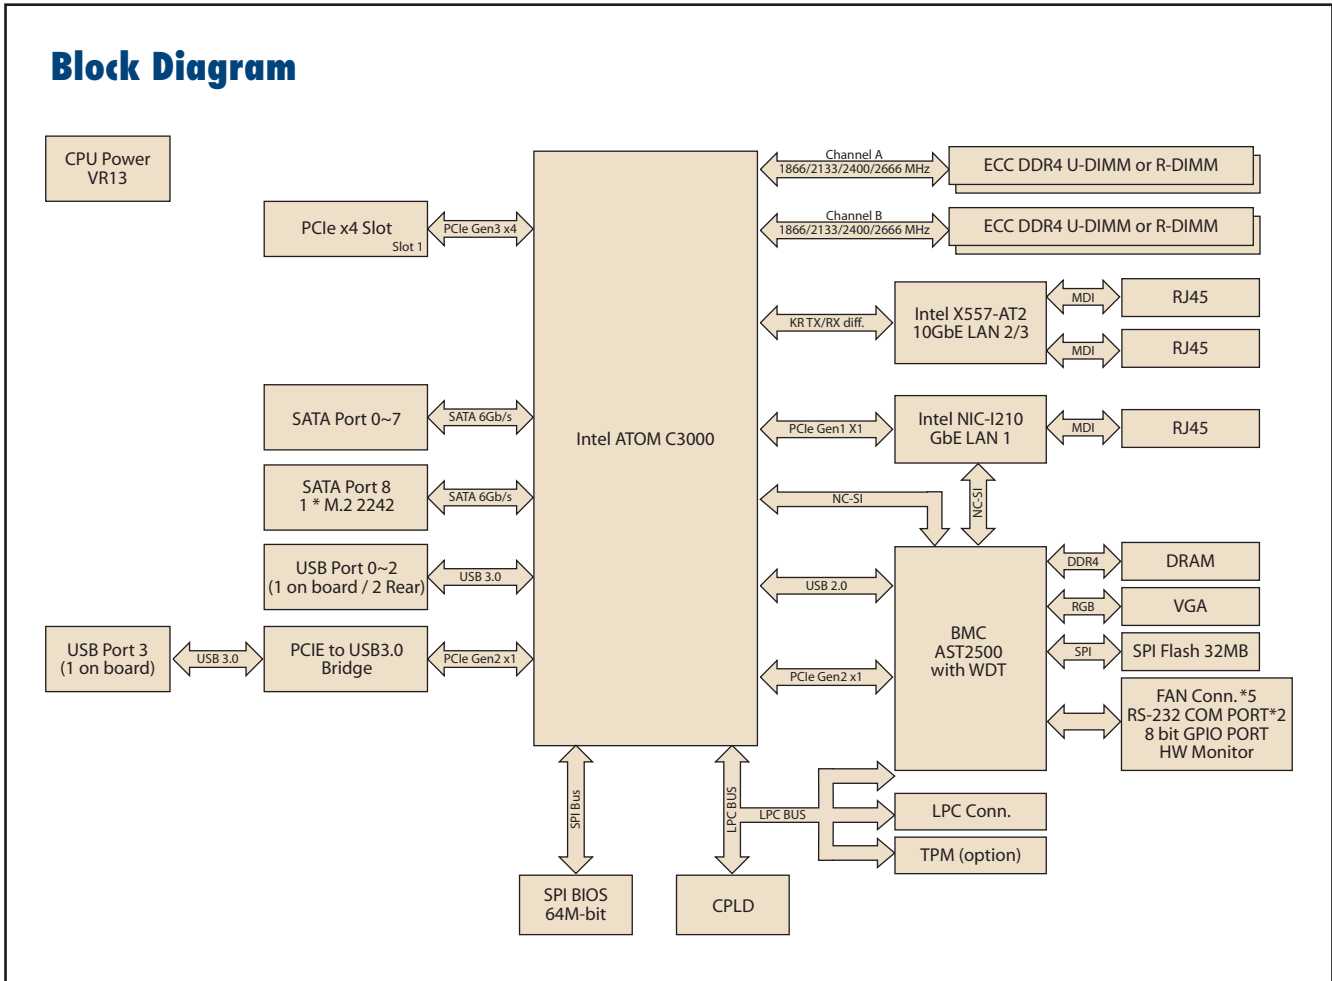 Block Diagram
CPU Power
VR13
PCIe x4 Slot
Slot 1
PCIe Gen3 x4
SATA Port 0~7
SATA 6Gb/s
SATA Port 8
1 * M.2 2242
SATA 6Gb/s
USB Port 0~2
(1 on board / 2 Rear)
USB 3.0
USB Port 3
(1 on board)
USB 3.0
PCIE to USB3.0
Bridge
PCIe Gen2 x1
Intel ATOM C3000
Channel A
1866/2133/2400/2666 MHz
ECC DDR4 U-DIMM or R-DIMM
Channel B
1866/2133/2400/2666 MHz
ECC DDR4 U-DIMM or R-DIMM
KR TX/RX diff.
Intel X557-AT2
10GbE LAN 2/3
MDI
RJ45
MDI
RJ45
PCIe Gen1 X1
Intel NIC-I210
GbE LAN 1
MDI
RJ45
NC-SI
NC-SI
USB 2.0
PCIe Gen2 x1
BMC
AST2500
with WDT
DDR4
DRAM
RGB
VGA
SPI
SPI Flash 32MB
FAN Conn. *5
RS-232 COM PORT*2
8 bit GPIO PORT
HW Monitor
SPI Bus
LPC BUS
LPC BUS
LPC Conn.
TPM (option)
SPI BIOS
64M-bit
CPLD